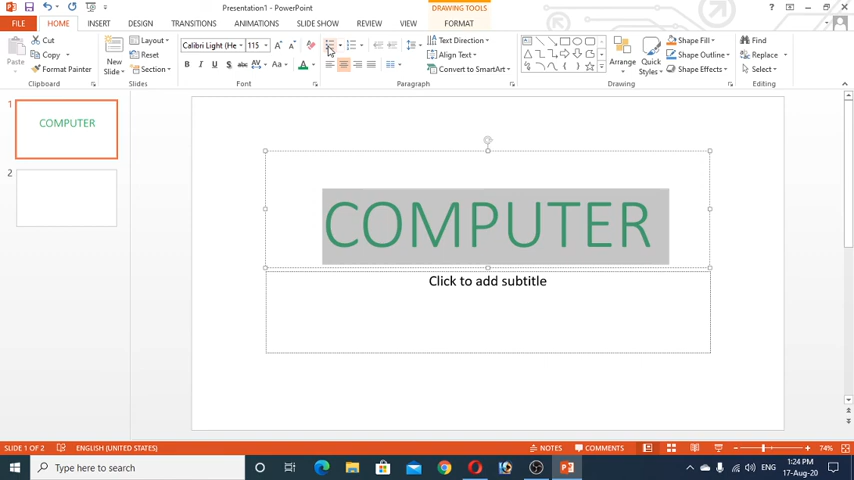 Presentation1 - PowerPoint
DRAWING TOOLS
FILE HOME INSERT DESIGN TRANSITIONS ANIMATIONS SLIDE SHOW REVIEW VIEW FORMAT
Paste
Cut
Copy
Format Painter
Clipboard
New
Slide
Layout
Reset
Section
Slides
Calibri Light (He 115
B I U S abc AV Aa A
Font
Paragraph
Text Direction
Align Text
Convert to SmartArt
Arrange
Quick
Styles
Shape Fill
Shape Outline
Shape Effects
Drawing
Find
Replace
Select
Editing
1
COMPUTER
2
COMPUTER
Click to add subtitle
SLIDE 1 OF 2 ENGLISH (UNITED STATES) NOTES COMMENTS 74%
Type here to search
ENG
1:24 PM
17-Aug-20